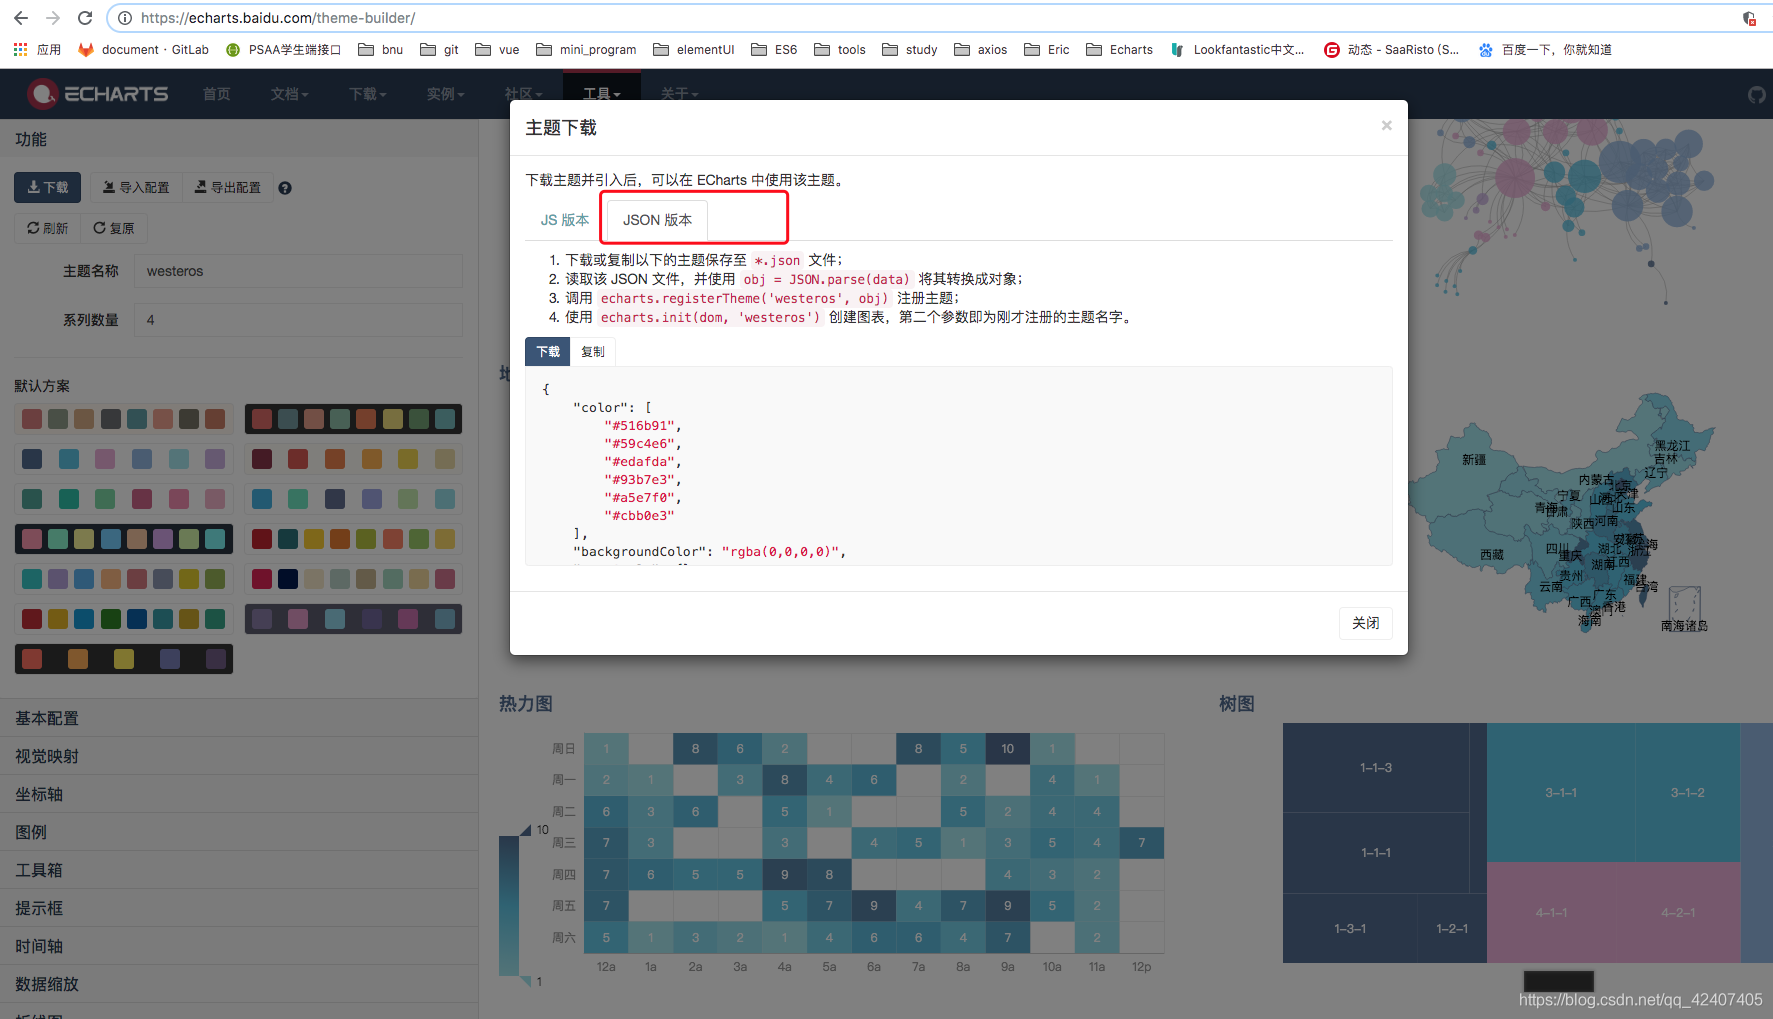 https://echarts.baidu.com/theme-builder/
应用 document · GitLab PSAA学生端接口 bnu git vue mini_program elementUI ES6 tools study axios Eric Echarts Lookfantastic中文... 动态 - SaaRisto (S... 百度一下，你就知道
ECHARTS 首页 文档 下载 实例 社区 工具 关于
功能
下载 导入配置 导出配置 ?
刷新 复原
主题名称 westeros
系列数量 4
默认方案
基本配置
视觉映射
坐标轴
图例
工具箱
提示框
时间轴
数据缩放
主题下载 ×
下载主题并引入后，可以在 ECharts 中使用该主题。
JS 版本 JSON 版本
1. 下载或复制以下的主题保存至 *.json 文件；
2. 读取该 JSON 文件，并使用 obj = JSON.parse(data) 将其转换成对象；
3. 调用 echarts.registerTheme('westeros', obj) 注册主题；
4. 使用 echarts.init(dom, 'westeros') 创建图表，第二个参数即为刚才注册的主题名字。
下载 复制
{
"color": [
"#516b91",
"#59c4e6",
"#edafda",
"#93b7e3",
"#a5e7f0",
"#cbb0e3"
],
"backgroundColor": "rgba(0,0,0,0)",
关闭
黑龙江
吉林
新疆
辽宁
内蒙古
北京
天津
宁夏
山西
河北
山东
青海
甘肃
陕西
河南
安徽
江苏
西藏
四川
重庆
湖北
浙江
湖南
江西
贵州
福建
云南
台湾
广东
广西
香港
澳门
海南
南海诸岛
热力图
周日 1 8 6 2 8 5 10 1
周一 2 1 3 8 4 6 2 4 1
周二 6 3 6 5 1 5 2 4 4
周三 7 3 3 4 5 1 3 5 4 7
周四 7 6 5 5 9 8 4 3 2
周五 7 5 7 9 4 7 9 5 2
周六 5 1 3 2 1 4 6 6 4 7 2
12a 1a 2a 3a 4a 5a 6a 7a 8a 9a 10a 11a 12p
10
1
树图
1-1-3
3-1-1 3-1-2
1-1-1
4-1-1 4-2-1
1-3-1 1-2-1
https://blog.csdn.net/qq_42407405